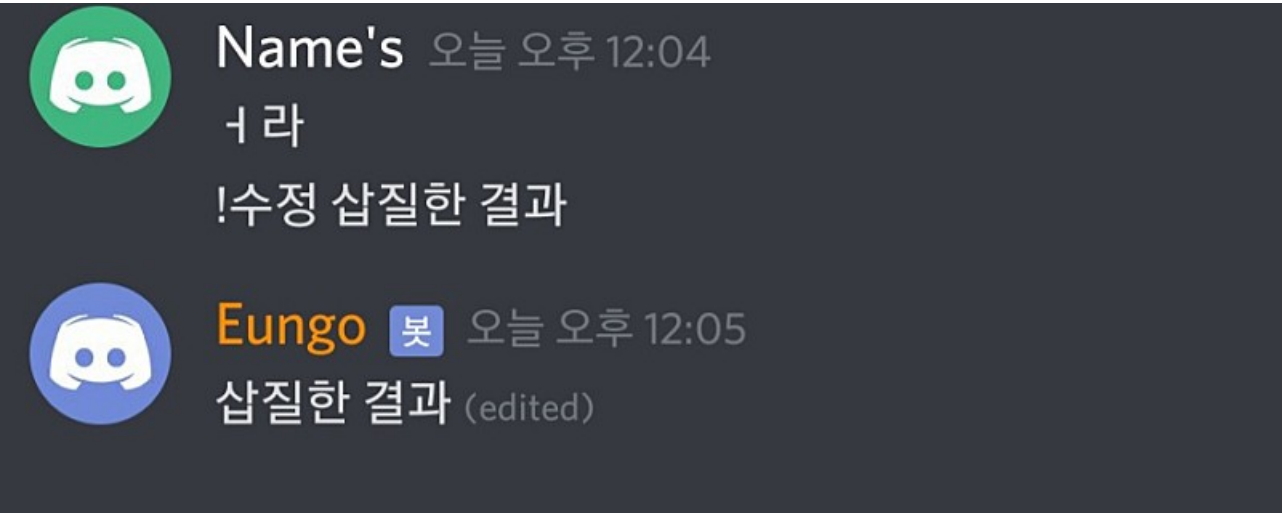 Name's 오늘 오후 12:04
ㅓ라
!수정 삽질한 결과
Eungo 봇 오늘 오후 12:05
삽질한 결과 (edited)